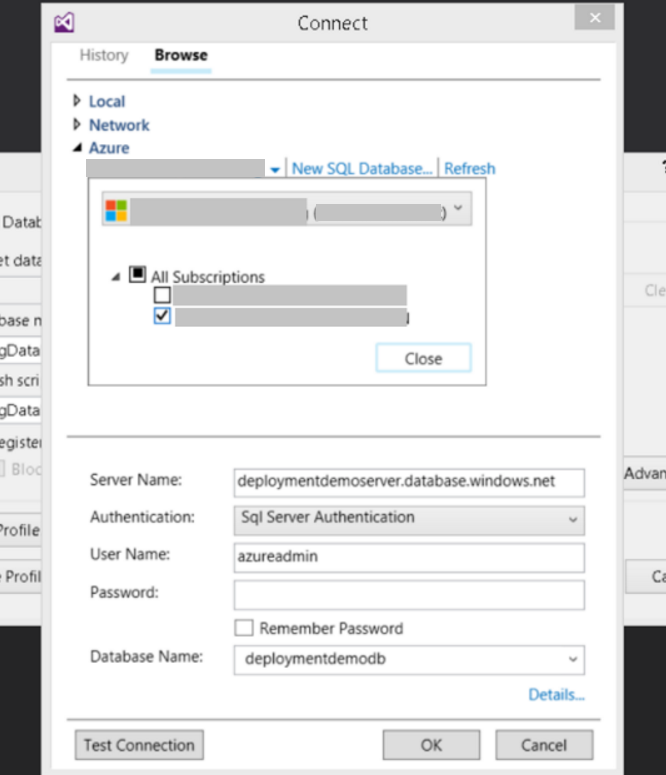 Connect
History Browse
Local
Network
Azure
New SQL Database... Refresh
All Subscriptions
Close
Server Name: deploymentdemoserver.database.windows.net
Authentication: Sql Server Authentication
User Name: azureadmin
Password:
Remember Password
Database Name: deploymentdemodb
Details...
Test Connection OK Cancel
Datab
et data
base n
gData
sh scri
gData
egister
Bloc
Profile
Profil
?
Cle
Advan
Ca